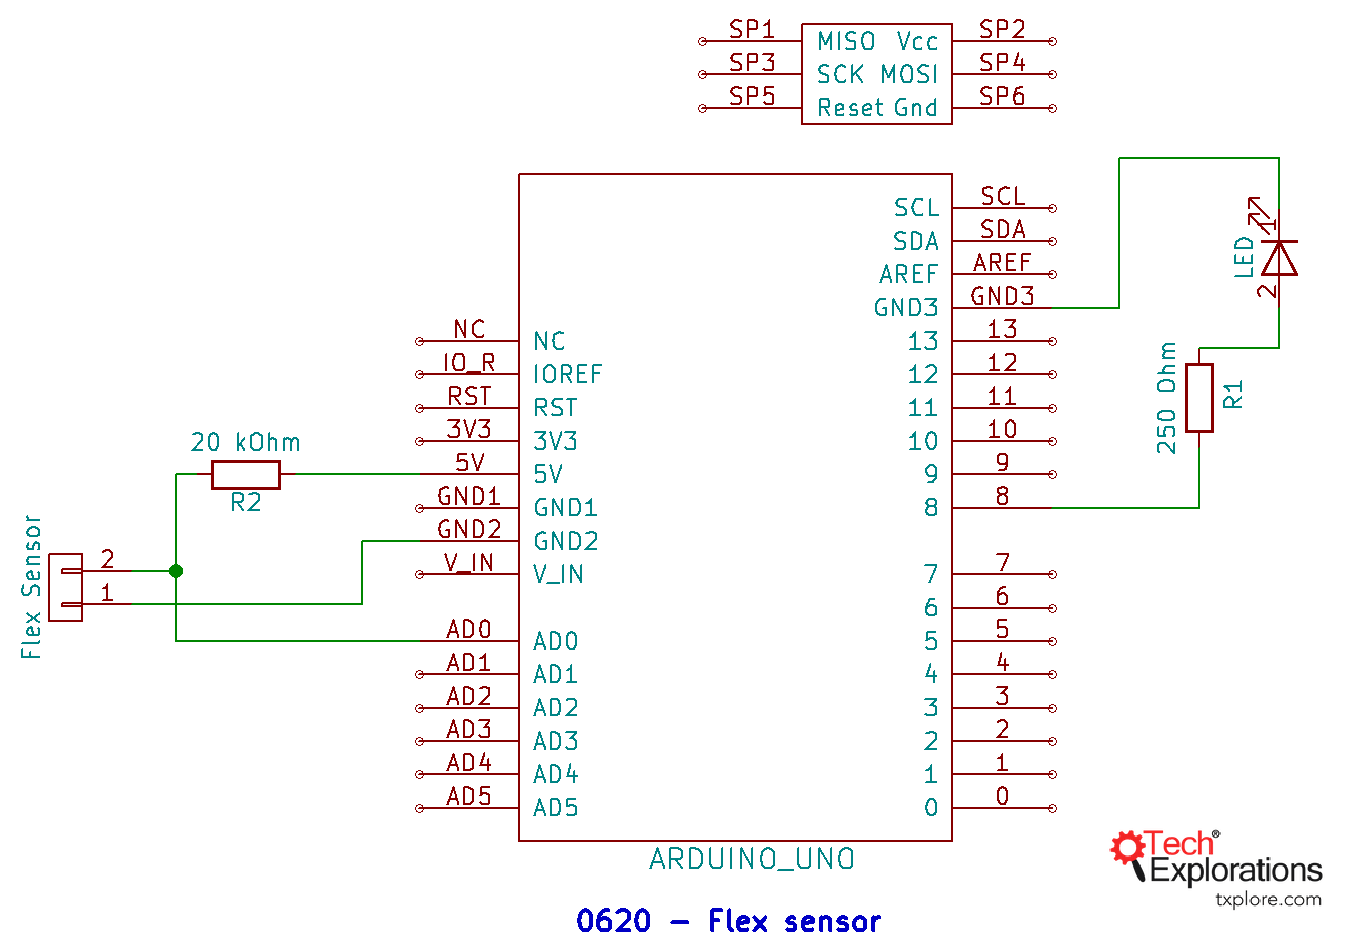 SP1
MISO
Vcc
SP2
SP3
SCK
MOSI
SP4
SP5
Reset
Gnd
SP6
SCL
SCL
SDA
SDA
AREF
AREF
GND3
GND3
13
13
12
12
11
11
10
10
9
9
8
8
7
7
6
6
5
5
4
4
3
3
2
2
1
1
0
0
NC
NC
IO_R
IOREF
RST
RST
3V3
3V3
5V
5V
GND1
GND1
GND2
GND2
V_IN
V_IN
AD0
AD0
AD1
AD1
AD2
AD2
AD3
AD3
AD4
AD4
AD5
AD5
20 kOhm
R2
Flex Sensor
2
1
LED
1
2
250 Ohm
R1
ARDUINO_UNO
0620 - Flex sensor
Tech®
Explorations
txplore.com